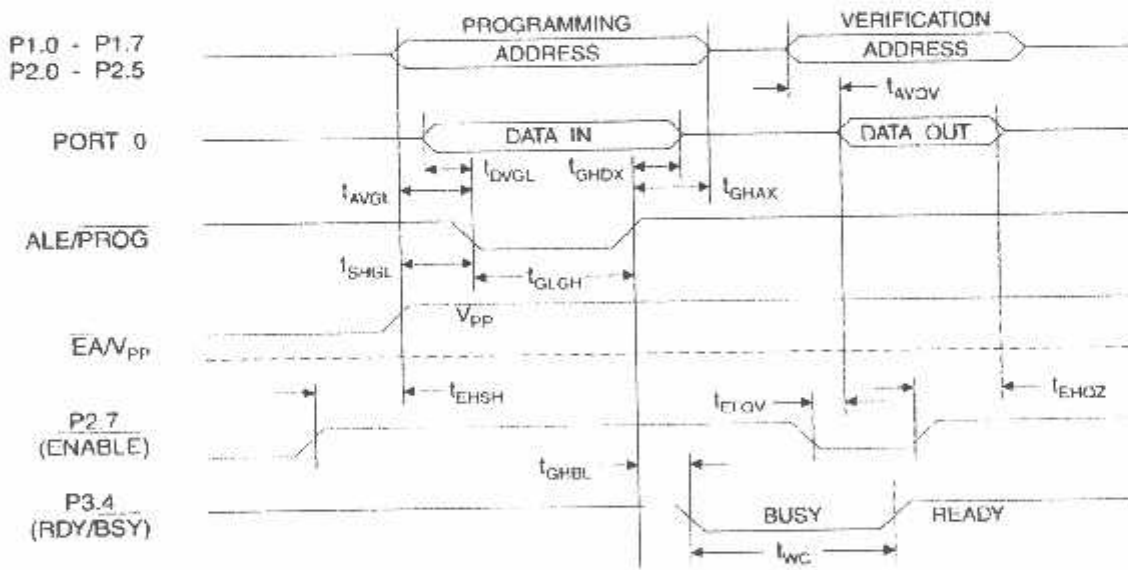 PROGRAMMING
VERIFICATION
P1.0 - P1.7
P2.0 - P2.5
ADDRESS
ADDRESS
tAVQV
PORT 0
DATA IN
DATA OUT
tDVGL
tGHDX
tAVGL
tGHAX
ALE/PROG
tSHGL
tGLGH
VPP
EA/VPP
tEHSH
tELQV
tEHQZ
P2.7
(ENABLE)
tGHBL
P3.4
(RDY/BSY)
BUSY
READY
tWC